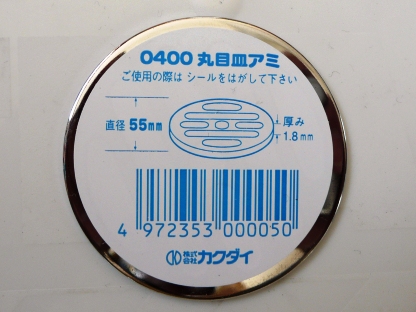 0400 丸目皿アミ
ご使用の際は シールをはがして下さい
直径 55mm
厚み
1.8mm
4 972353 000050
株式会社 カクダイ